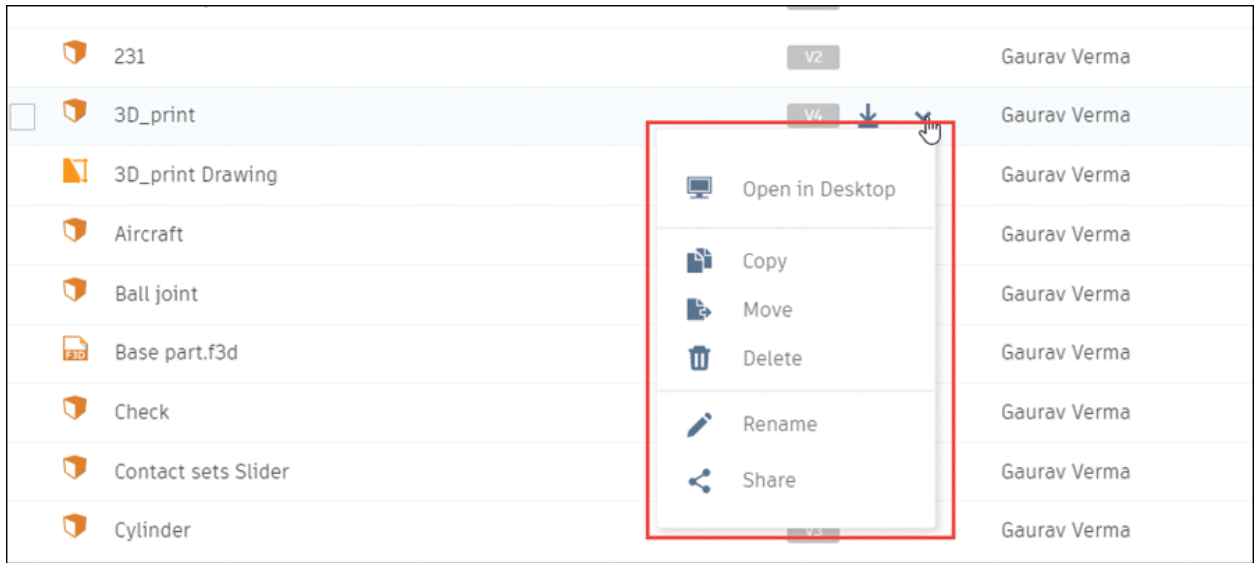 231 V2 Gaurav Verma
3D_print V4 Gaurav Verma
3D_print Drawing Gaurav Verma
Open in Desktop
Aircraft Gaurav Verma
Copy
Ball joint Gaurav Verma
Move
F3D Base part.f3d Gaurav Verma
Delete
Check Gaurav Verma
Rename
Contact sets Slider Gaurav Verma
Share
Cylinder V3 Gaurav Verma